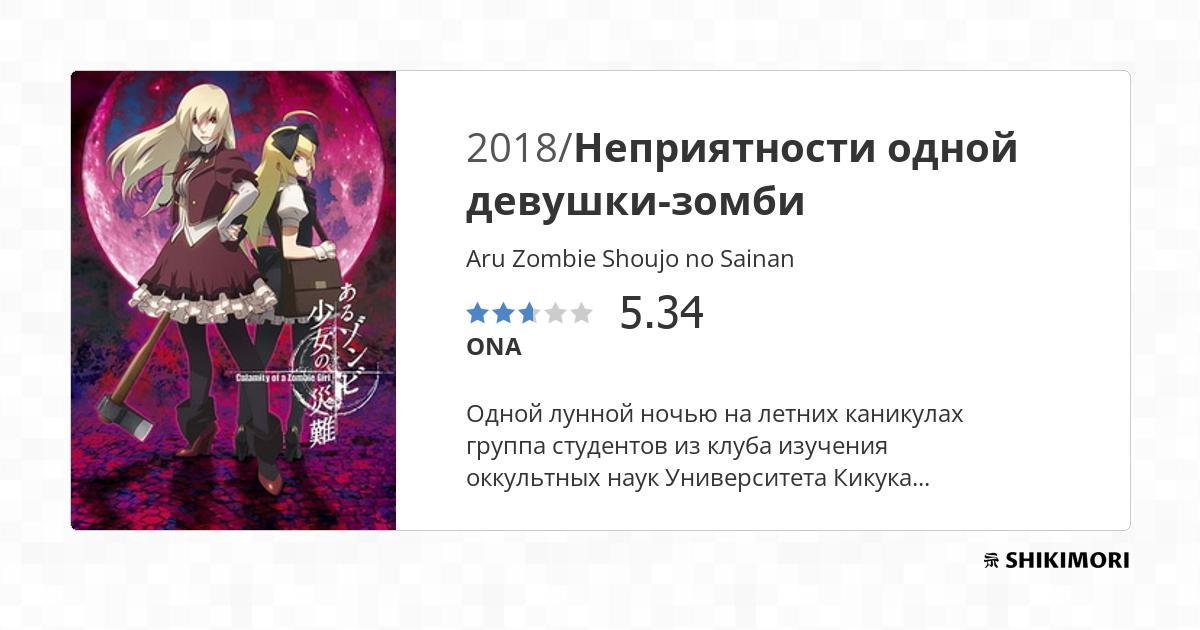 2018/Неприятности одной
девушки-зомби
Aru Zombie Shoujo no Sainan
5.34
ONA
Одной лунной ночью на летних каникулах
группа студентов из клуба изучения
оккультных наук Университета Кикука...
あるゾンビ
少女の災難
Calamity of a Zombie Girl
SHIKIMORI